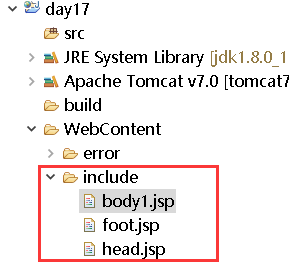 day17
src
JRE System Library [jdk1.8.0_1
Apache Tomcat v7.0 [tomcat7
build
WebContent
error
include
body1.jsp
foot.jsp
head.jsp